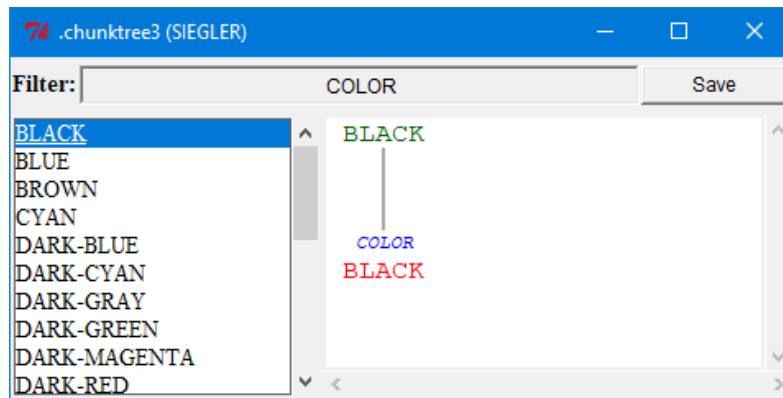 .chunktree3 (SIEGLER)
Filter: COLOR Save
BLACK
BLUE
BROWN
CYAN
DARK-BLUE
DARK-CYAN
DARK-GRAY
DARK-GREEN
DARK-MAGENTA
DARK-RED
BLACK
COLOR
BLACK